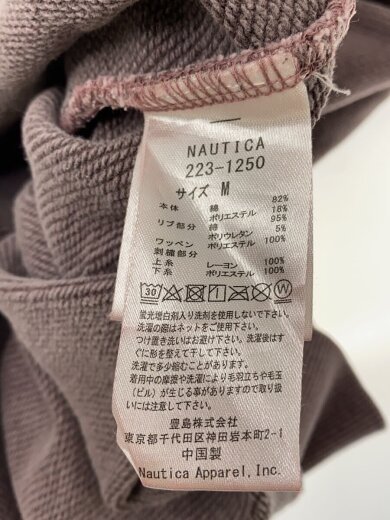 NAUTICA
223-1250
サイズ M
本体 綿 82%
ポリエステル 18%
リブ部分 綿 95%
ポリウレタン 5%
ワッペン ポリエステル 100%
刺繍部分
上糸 レーヨン 100%
下糸 ポリエステル 100%
30 W
蛍光増白剤入り洗剤を使用しないで下さい。
洗濯の際はネットをご使用下さい。
つけ置き洗いはお避け下さい。洗濯後はす
ぐに形を整えて干して下さい。
洗濯で多少縮むことがあります。
着用中の摩擦や洗濯により毛羽立ちや毛玉
(ピル)が生じる事がありますので取り扱
いには注意して下さい。
豊島株式会社
東京都千代田区神田岩本町2-1
中国製
Nautica Apparel, Inc.